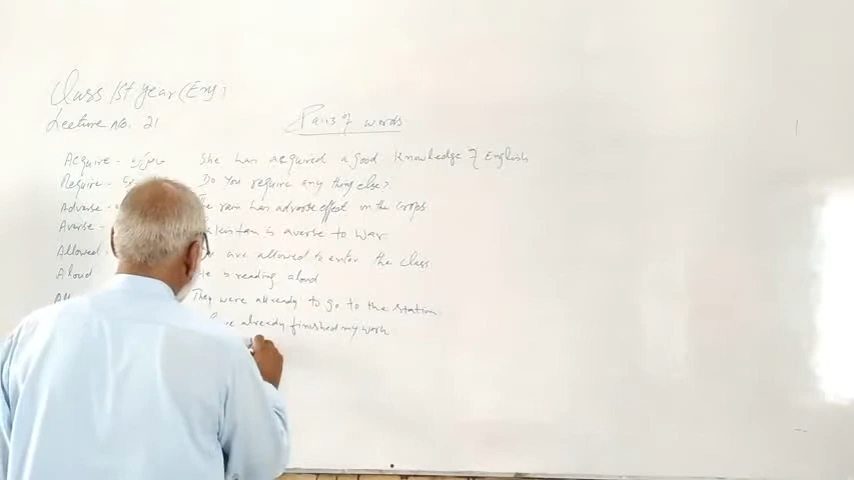 Class 1st year (Eng)
Lecture No. 21
Pairs of words
Acquire - She has acquired a good knowledge of English
Require - Do you require any thing else?
Adverse - rain has adverse effect on the crops
Averse - Pakistan is averse to war
Allowed are allowed to enter the class
Aloud He is reading aloud
They were all ready to go to the station
already finished my work